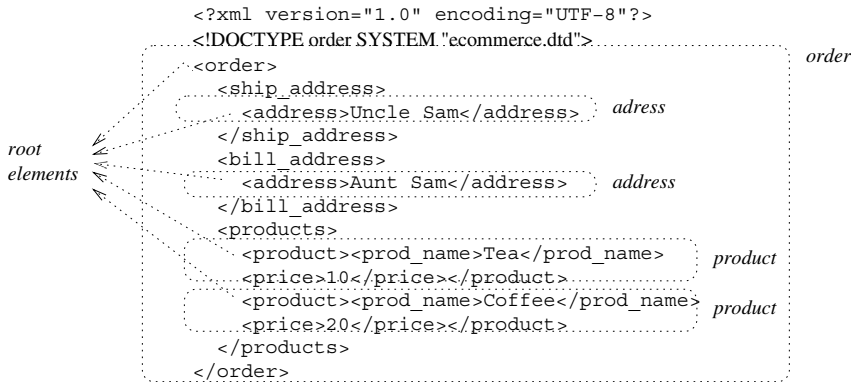 <?xml version="1.0" encoding="UTF-8"?>
<!DOCTYPE order SYSTEM "ecommerce.dtd">
order
<order>
<ship_address>
<address>Uncle Sam</address>
adress
</ship_address>
root
elements
<bill_address>
<address>Aunt Sam</address>
address
</bill_address>
<products>
<product><prod_name>Tea</prod_name>
product
<price>10</price></product>
<product><prod_name>Coffee</prod_name>
product
<price>20</price></product>
</products>
</order>